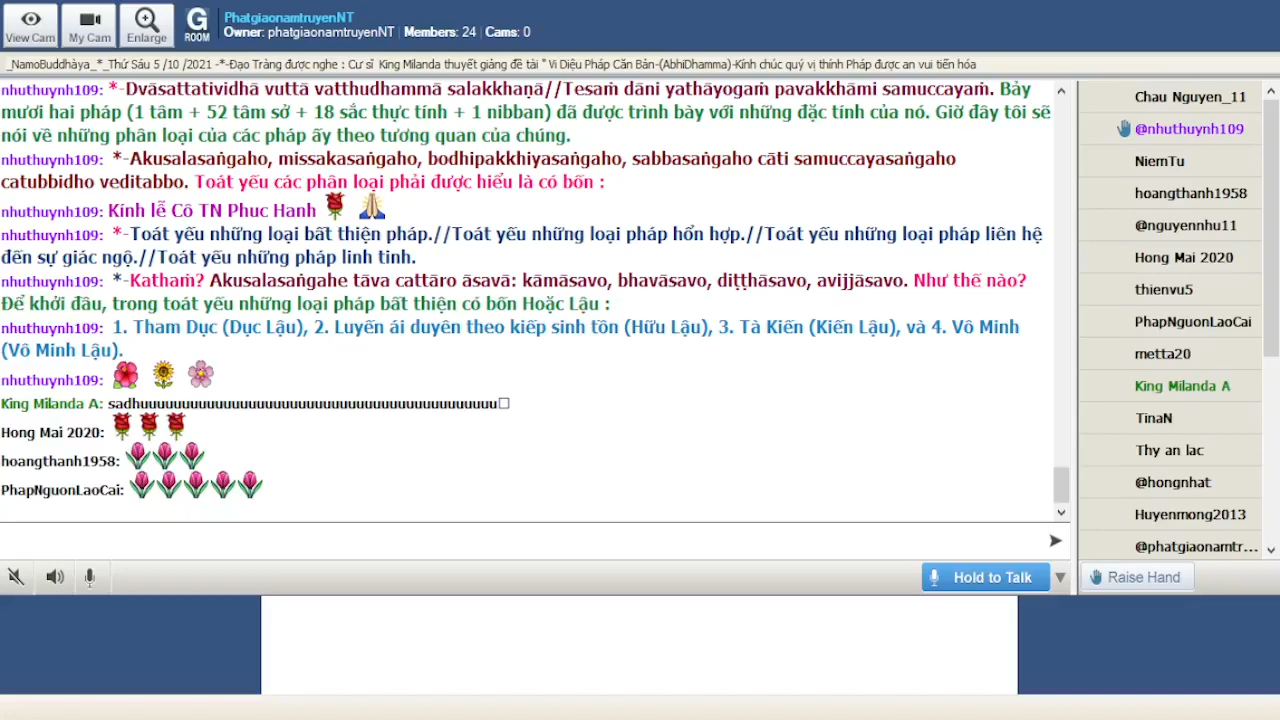 View Cam
My Cam
Enlarge
G
ROOM
PhatgiaonamtruyenNT
Owner: phatgiaonamtruyenNT | Members: 24 | Cams: 0
_NamoBuddhàya_*_Thứ Sáu 5 /10 /2021 -*-Đạo Tràng được nghe : Cư sĩ King Milanda thuyết giảng đề tài " Vi Diệu Pháp Căn Bản-(AbhiDhamma)-Kính chúc quý vị thính Pháp được an vui tiến hóa
nhuthuynh109: *-Dvāsattatividhā vuttā vatthudhammā salakkhaṇā//Tesaṁ dāni yathāyogaṁ pavakkhāmi samuccayaṁ. Bảy
mươi hai pháp (1 tâm + 52 tâm sở + 18 sắc thực tính + 1 nibban) đã được trình bày với những đặc tính của nó. Giờ đây tôi sẽ
nói về những phân loại của các pháp ấy theo tương quan của chúng.
nhuthuynh109: *-Akusalasaṅgaho, missakasaṅgaho, bodhipakkhiyasaṅgaho, sabbasaṅgaho cāti samuccayasaṅgaho
catubbidho veditabbo. Toát yếu các phân loại phải được hiểu là có bốn :
nhuthuynh109: Kính lễ Cô TN Phuc Hanh
nhuthuynh109: *-Toát yếu những loại bất thiện pháp.//Toát yếu những loại pháp hổn hợp.//Toát yếu những loại pháp liên hệ
đến sự giác ngộ.//Toát yếu những pháp linh tinh.
nhuthuynh109: *-Kathaṁ? Akusalasaṅgahe tāva cattāro āsavā: kāmāsavo, bhavāsavo, diṭṭhāsavo, avijjāsavo. Như thế nào?
Để khởi đầu, trong toát yếu những loại pháp bất thiện có bốn Hoặc Lậu :
nhuthuynh109: 1. Tham Dục (Dục Lậu), 2. Luyến ái duyên theo kiếp sinh tồn (Hữu Lậu), 3. Tà Kiến (Kiến Lậu), và 4. Vô Minh
(Vô Minh Lậu).
nhuthuynh109:
King Milanda A: sadhuuuuuuuuuuuuuuuuuuuuuuuuuuuuuuuuuuuuuuuu□
Hong Mai 2020:
hoangthanh1958:
PhapNguonLaoCai:
Hold to Talk
Chau Nguyen_11
@nhuthuynh109
NiemTu
hoangthanh1958
@nguyennhu11
Hong Mai 2020
thienvu5
PhapNguonLaoCai
metta20
King Milanda A
TinaN
Thy an lac
@hongnhat
Huyenmong2013
@phatgiaonamtr...
Raise Hand